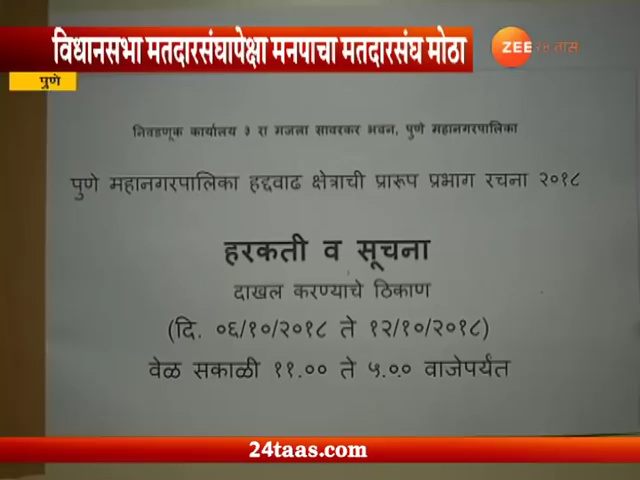 विधानसभा मतदारसंघापेक्षा मनपाचा मतदारसंघ मोठा
ZEE २४ तास
पुणे
निवडणूक कार्यालय ३ रा मजला सावरकर भवन, पुणे महानगरपालिका
पुणे महानगरपालिका हद्दवाढ क्षेत्राची प्रारूप प्रभाग रचना २०१८
हरकती व सूचना
दाखल करण्याचे ठिकाण
(दि. ०६/१०/२०१८ ते १२/१०/२०१८)
वेळ सकाळी ११.०० ते ५.०० वाजेपर्यंत
24taas.com